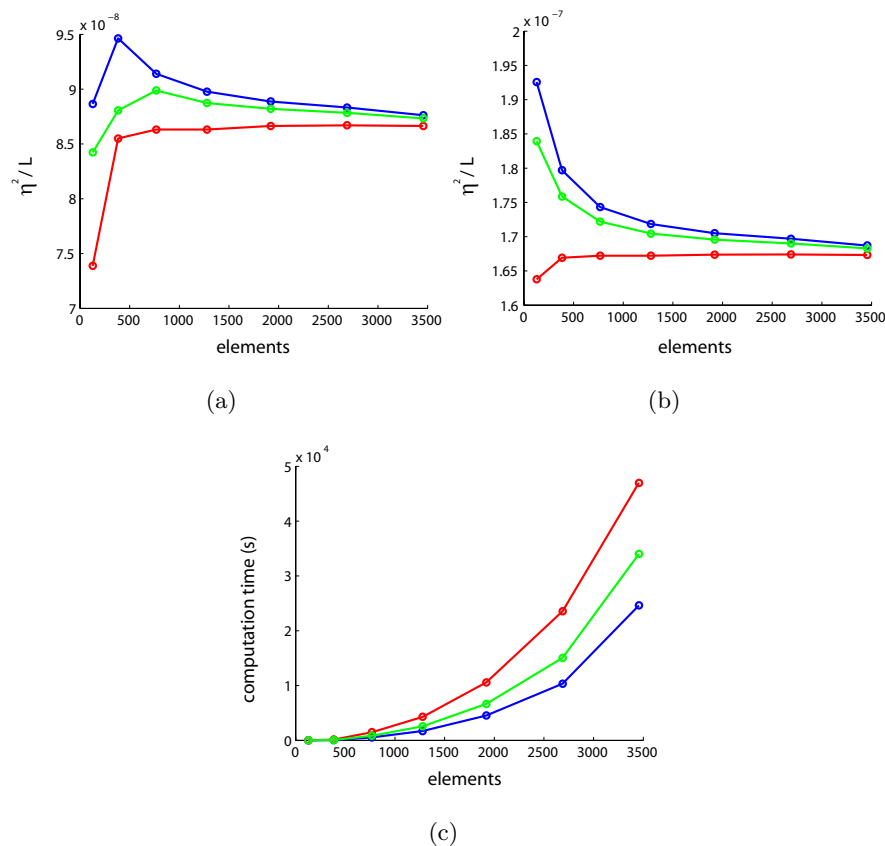 x 10⁻⁸
9.5
9
8.5
8
7.5
7
η² / L
0 500 1000 1500 2000 2500 3000 3500
elements
(a)
x 10⁻⁷
2
1.95
1.9
1.85
1.8
1.75
1.7
1.65
1.6
η² / L
0 500 1000 1500 2000 2500 3000 3500
elements
(b)
x 10⁴
5
4
3
2
1
0
computation time (s)
0 500 1000 1500 2000 2500 3000 3500
elements
(c)